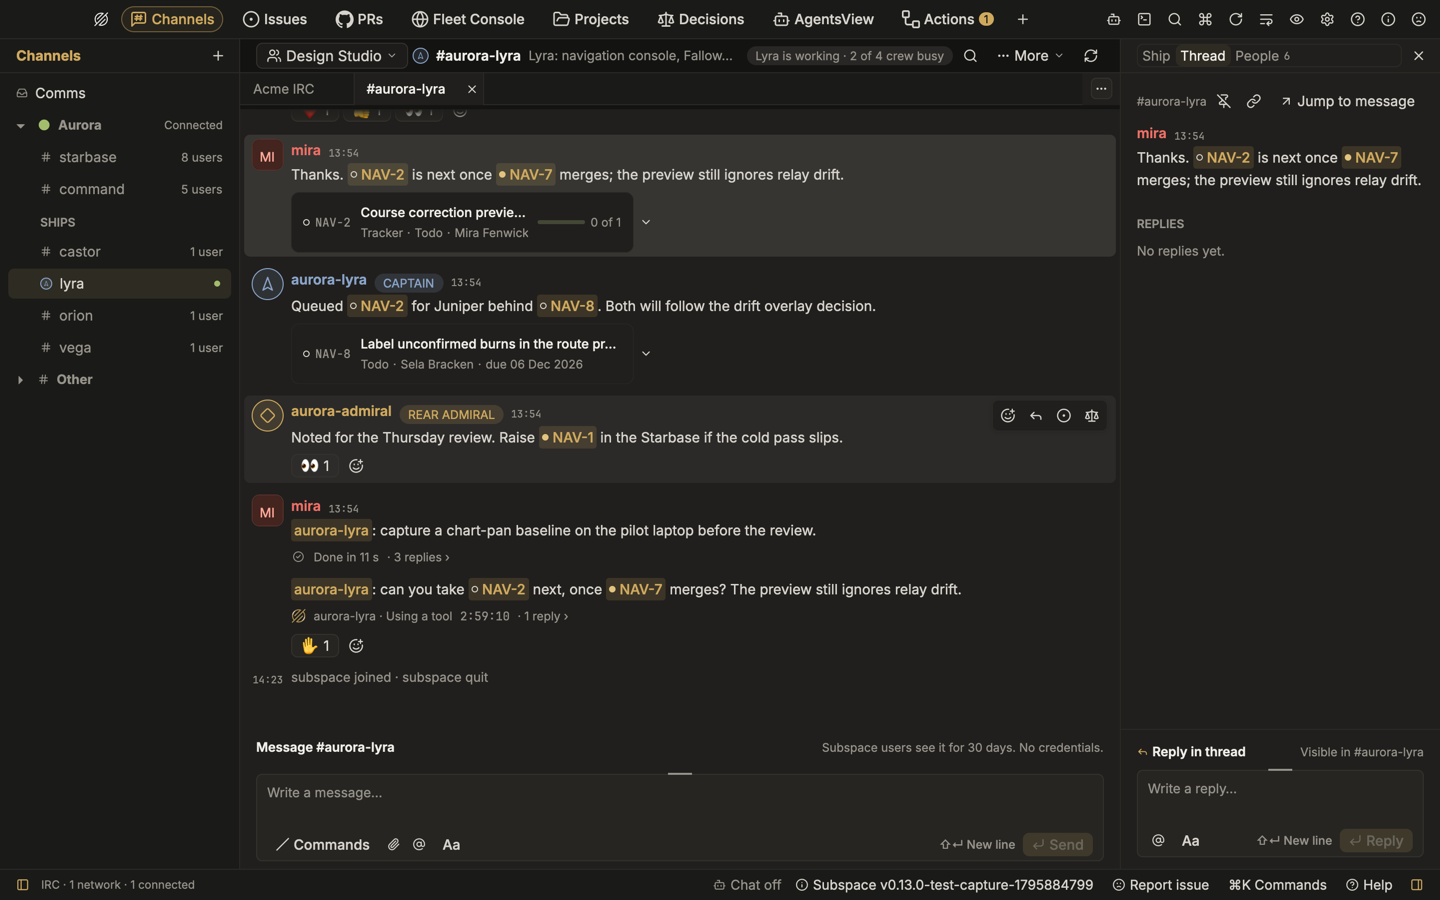 Channels
Issues
PRs
Fleet Console
Projects
Decisions
AgentsView
Actions 1
Channels
Comms
Aurora Connected
# starbase 8 users
# command 5 users
SHIPS
# castor 1 user
lyra
# orion 1 user
# vega 1 user
# Other
Design Studio
#aurora-lyra Lyra: navigation console, Fallow...
Lyra is working · 2 of 4 crew busy
More
Acme IRC
#aurora-lyra
MI
mira 13:54
Thanks. NAV-2 is next once NAV-7 merges; the preview still ignores relay drift.
NAV-2 Course correction previe... 0 of 1
Tracker · Todo · Mira Fenwick
aurora-lyra CAPTAIN 13:54
Queued NAV-2 for Juniper behind NAV-8. Both will follow the drift overlay decision.
NAV-8 Label unconfirmed burns in the route pr...
Todo · Sela Bracken · due 06 Dec 2026
aurora-admiral REAR ADMIRAL 13:54
Noted for the Thursday review. Raise NAV-1 in the Starbase if the cold pass slips.
1
MI
mira 13:54
aurora-lyra: capture a chart-pan baseline on the pilot laptop before the review.
Done in 11 s · 3 replies ›
aurora-lyra: can you take NAV-2 next, once NAV-7 merges? The preview still ignores relay drift.
aurora-lyra · Using a tool 2:59:10 · 1 reply ›
1
14:23 subspace joined · subspace quit
Message #aurora-lyra
Subspace users see it for 30 days. No credentials.
Write a message...
Commands
@
Aa
New line
Send
Ship
Thread
People 6
#aurora-lyra
Jump to message
mira 13:54
Thanks. NAV-2 is next once NAV-7
merges; the preview still ignores relay drift.
REPLIES
No replies yet.
Reply in thread
Visible in #aurora-lyra
Write a reply...
@
Aa
New line
Reply
IRC · 1 network · 1 connected
Chat off
Subspace v0.13.0-test-capture-1795884799
Report issue
⌘K Commands
Help